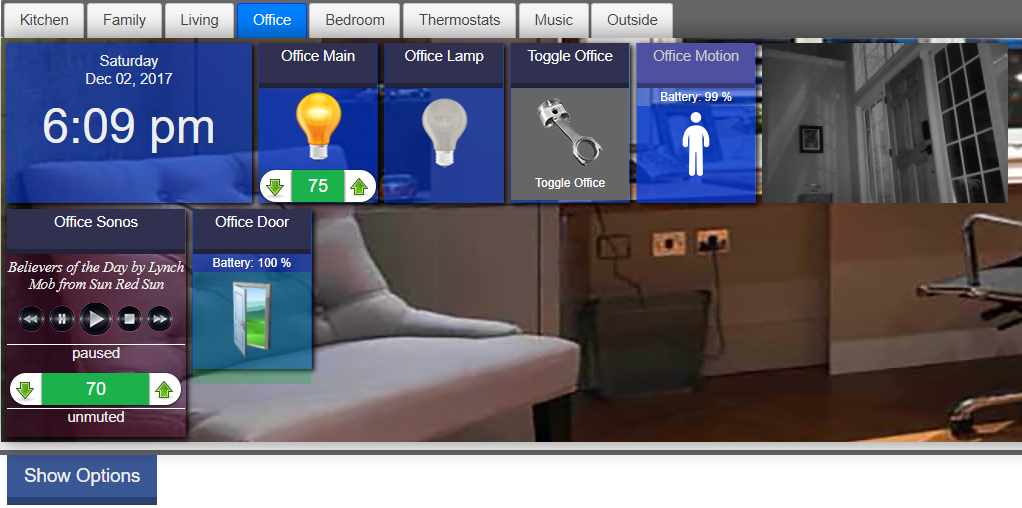 Kitchen
Family
Living
Office
Bedroom
Thermostats
Music
Outside
Saturday
Dec 02, 2017
6:09 pm
Office Main
75
Office Lamp
Toggle Office
Toggle Office
Office Motion
Battery: 99 %
Office Sonos
Believers of the Day by Lynch
Mob from Sun Red Sun
paused
70
unmuted
Office Door
Battery: 100 %
Show Options